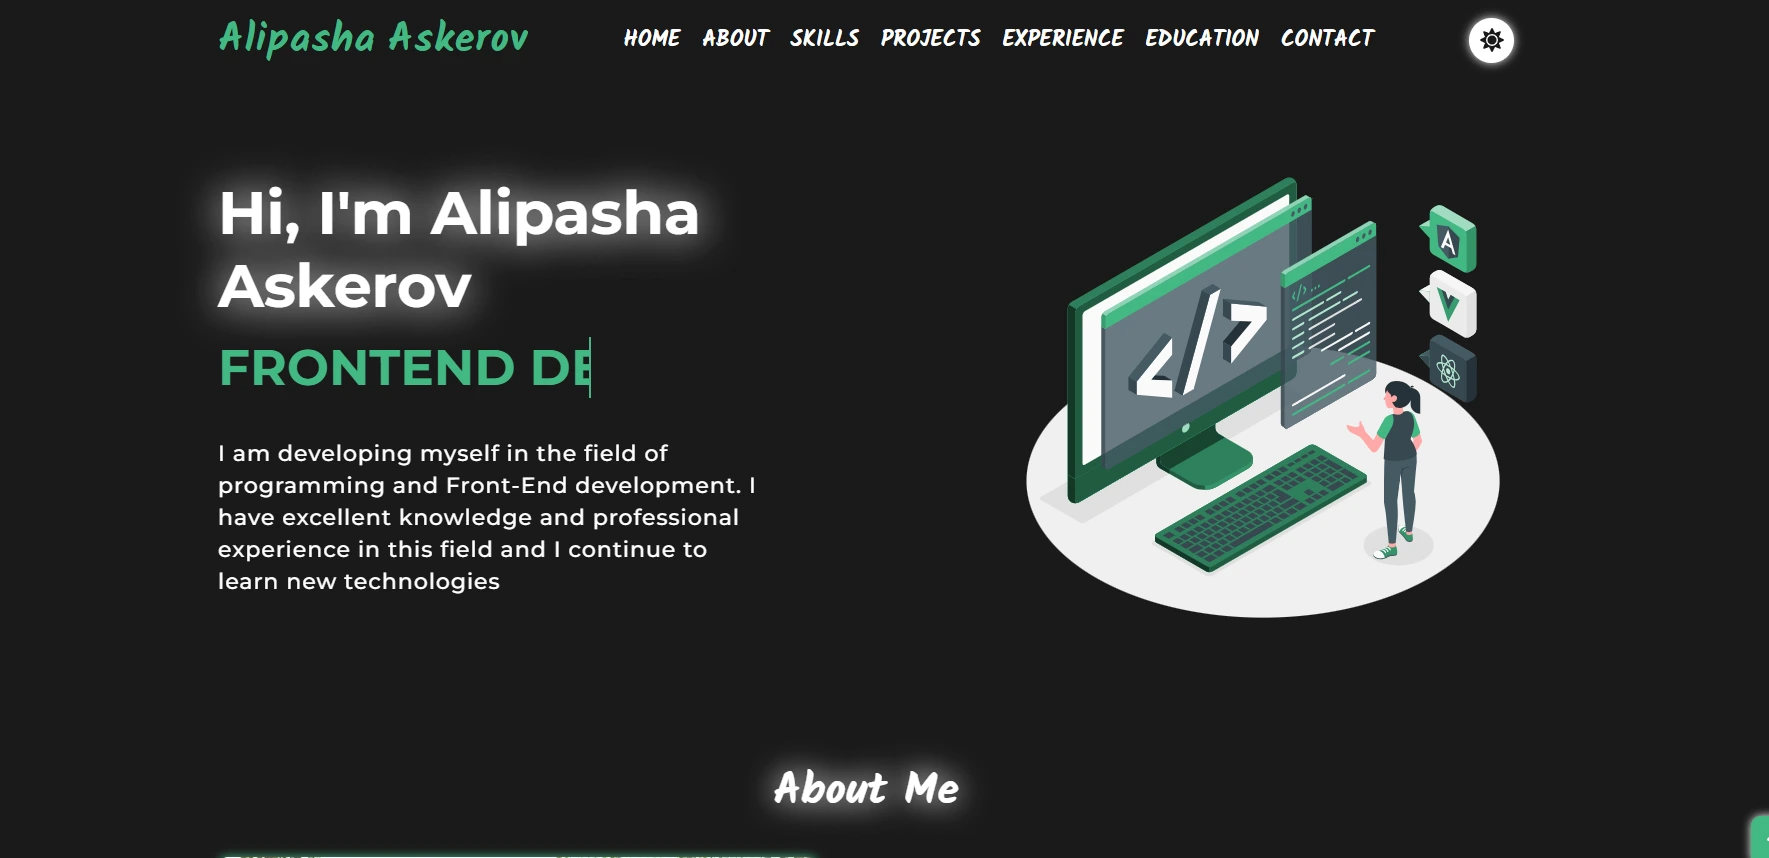 Alipasha Askerov
HOME ABOUT SKILLS PROJECTS EXPERIENCE EDUCATION CONTACT
Hi, I'm Alipasha
Askerov
FRONTEND DE
I am developing myself in the field of
programming and Front-End development. I
have excellent knowledge and professional
experience in this field and I continue to
learn new technologies
</>
</>...
A
About Me